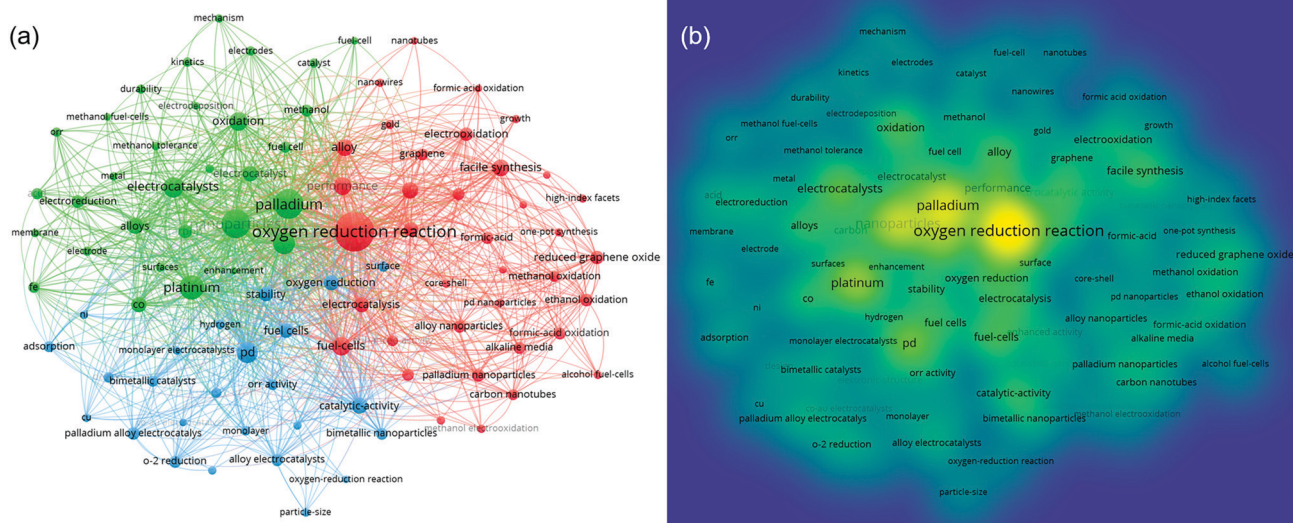 (a)
mechanism
electrodes
fuel-cell
nanotubes
kinetics
catalyst
nanowires
durability
formic acid oxidation
electrodeposition
methanol
growth
methanol fuel-cells
oxidation
gold
electrooxidation
orr
methanol tolerance
fuel cell
alloy
graphene
facile synthesis
metal
electrocatalyst
performance
acid
electrocatalysts
electroreduction
palladium
high-index facets
alloys
nanoparticles
oxygen reduction reaction
membrane
formic-acid
one-pot synthesis
electrode
surface
reduced graphene oxide
surfaces
enhancement
methanol oxidation
fe
platinum
oxygen reduction
core-shell
co
stability
pd nanoparticles
ethanol oxidation
electrocatalysis
ni
hydrogen
fuel cells
alloy nanoparticles
formic-acid oxidation
adsorption
monolayer electrocatalysts
pd
fuel-cells
alkaline media
bimetallic catalysts
orr activity
palladium nanoparticles
alcohol fuel-cells
carbon nanotubes
cu
catalytic-activity
palladium alloy electrocatalys
monolayer
bimetallic nanoparticles
methanol electrooxidation
o-2 reduction
alloy electrocatalysts
oxygen-reduction reaction
particle-size
(b)
mechanism
electrodes
fuel-cell
nanotubes
kinetics
catalyst
nanowires
durability
formic acid oxidation
electrodeposition
methanol
growth
methanol fuel-cells
oxidation
gold
electrooxidation
orr
methanol tolerance
fuel cell
alloy
graphene
facile synthesis
metal
electrocatalyst
performance
electrocatalytic activity
acid
electrocatalysts
electroreduction
palladium
high-index facets
alloys
carbon
nanoparticles
oxygen reduction reaction
membrane
formic-acid
one-pot synthesis
electrode
surface
reduced graphene oxide
surfaces
enhancement
methanol oxidation
fe
platinum
oxygen reduction
core-shell
co
stability
pd nanoparticles
ethanol oxidation
electrocatalysis
ni
hydrogen
fuel cells
alloy nanoparticles
enhanced activity
formic-acid oxidation
adsorption
monolayer electrocatalysts
pd
fuel-cells
alkaline media
bimetallic catalysts
orr activity
palladium nanoparticles
alcohol fuel-cells
carbon nanotubes
cu
catalytic-activity
palladium alloy electrocatalys
monolayer
bimetallic nanoparticles
methanol electrooxidation
o-2 reduction
alloy electrocatalysts
oxygen-reduction reaction
particle-size